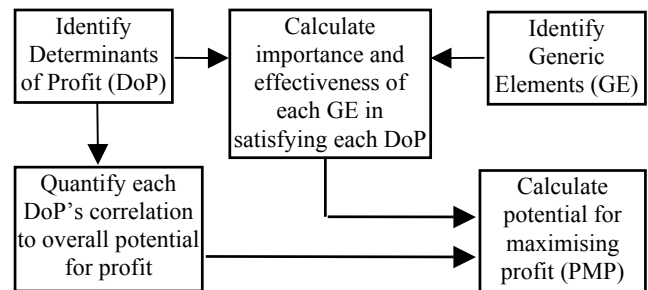 Identify
Determinants
of Profit (DoP)
Calculate
importance and
effectiveness of
each GE in
satisfying each DoP
Identify
Generic
Elements (GE)
Quantify each
DoP's correlation
to overall potential
for profit
Calculate
potential for
maximising
profit (PMP)